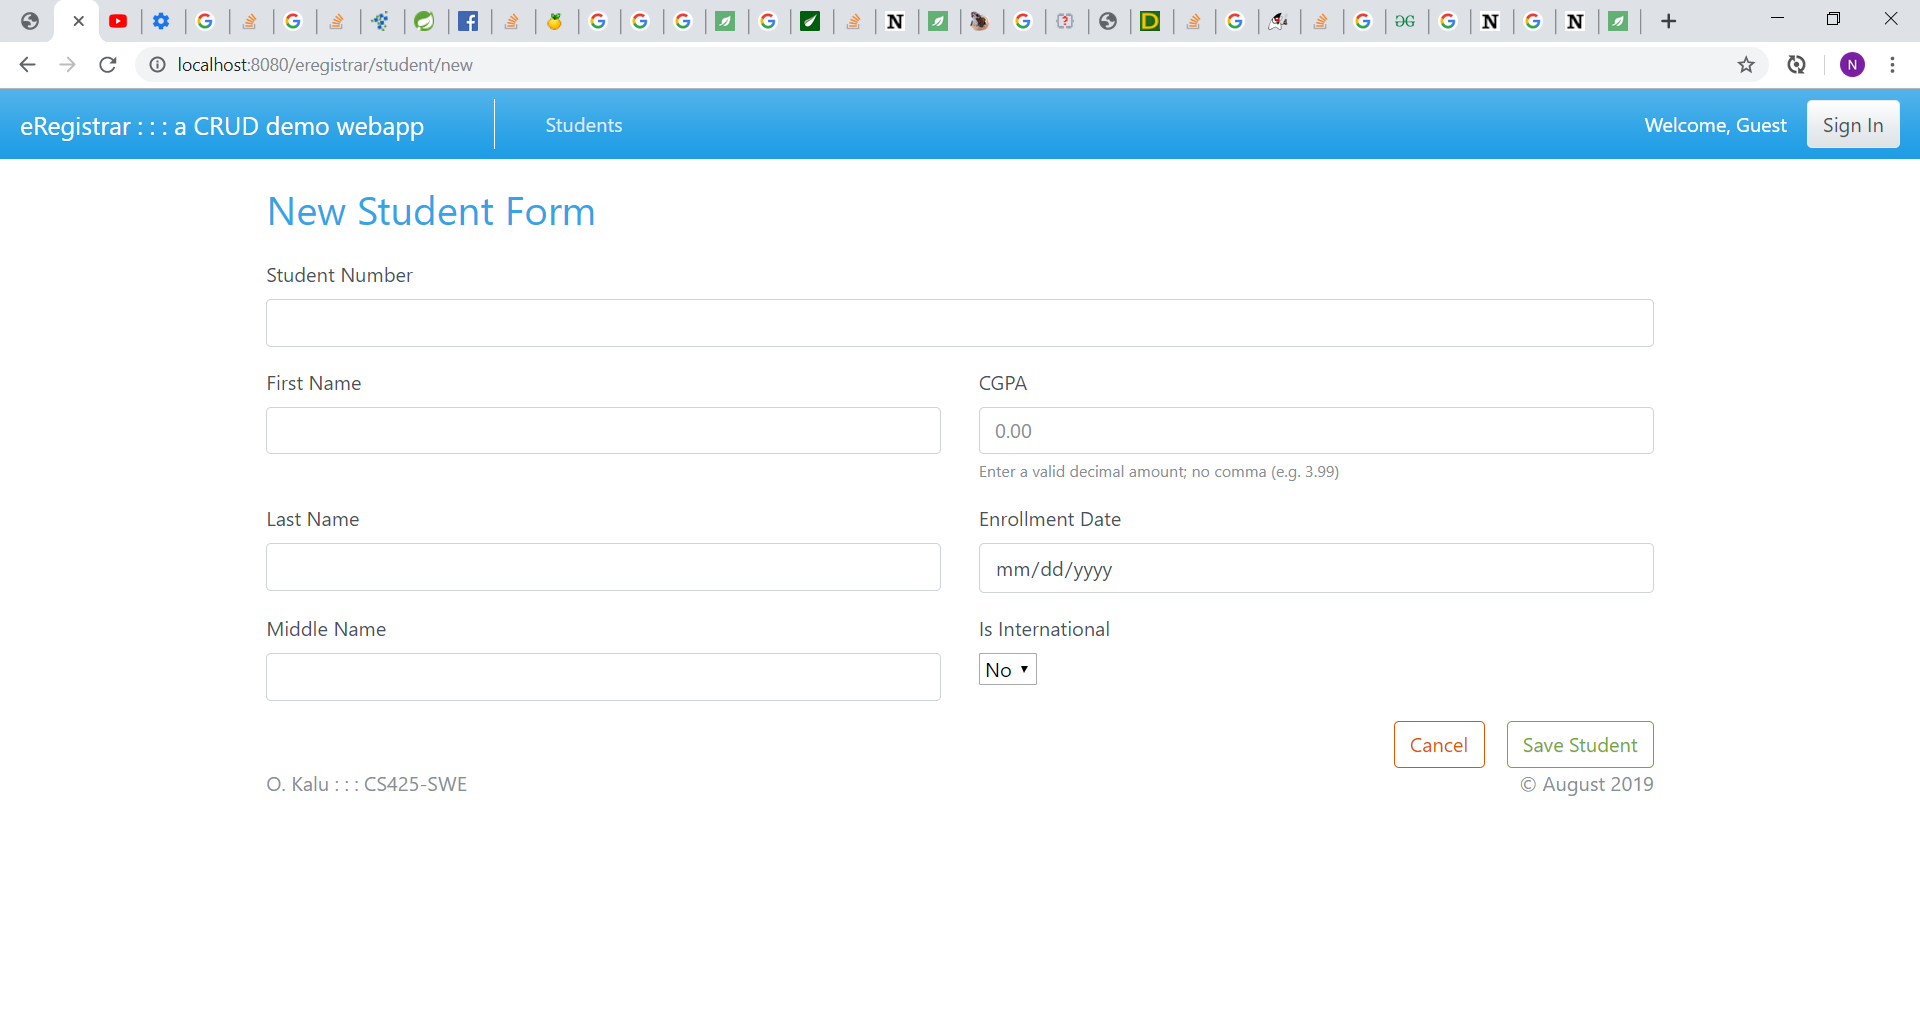 localhost:8080/eregistrar/student/new
N
eRegistrar : : : a CRUD demo webapp
Students
Welcome, Guest
Sign In
New Student Form
Student Number
First Name
CGPA
0.00
Enter a valid decimal amount; no comma (e.g. 3.99)
Last Name
Enrollment Date
mm/dd/yyyy
Middle Name
Is International
No
Cancel
Save Student
O. Kalu : : : CS425-SWE
© August 2019